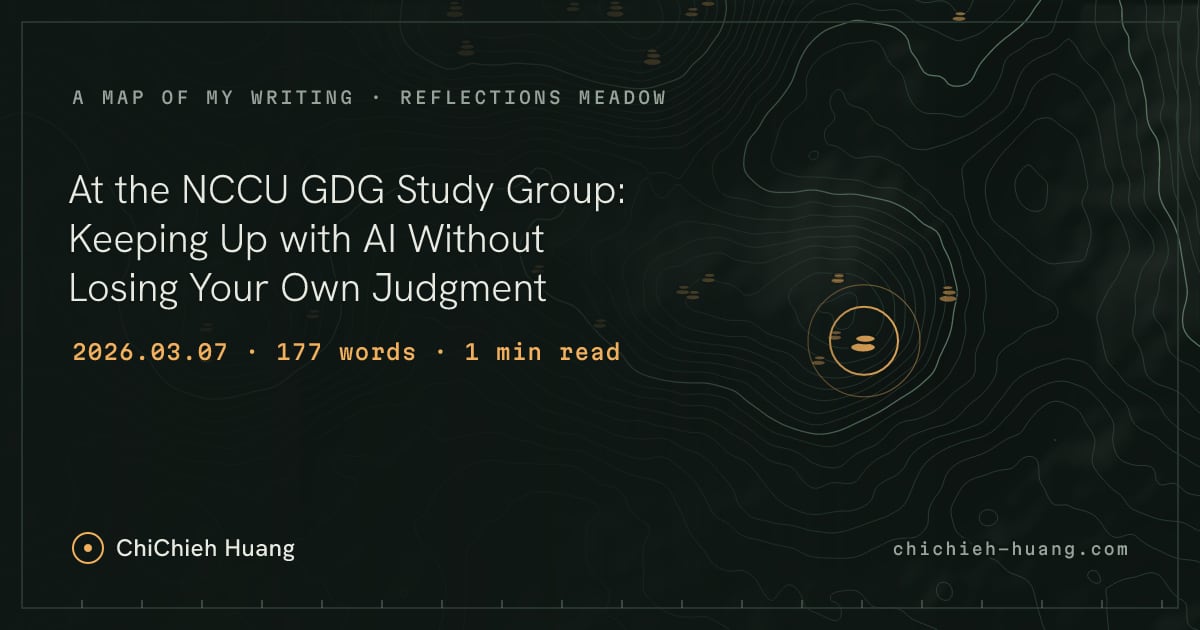 A MAP OF MY WRITING · REFLECTIONS MEADOW
At the NCCU GDG Study Group:
Keeping Up with AI Without
Losing Your Own Judgment
2026.03.07 · 177 words · 1 min read
ChiChieh Huang
chichieh-huang.com